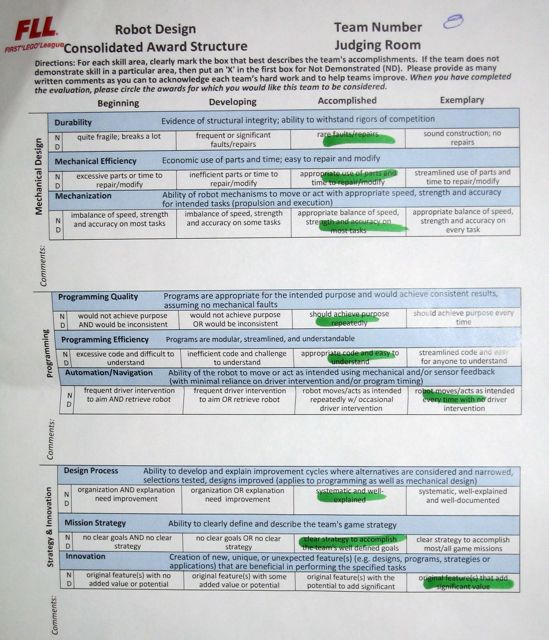 FLL
FIRST LEGO League
Robot Design
Consolidated Award Structure
Team Number
Judging Room
Directions: For each skill area, clearly mark the box that best describes the team's accomplishments. If the team does not
demonstrate skill in a particular area, then put an 'X' in the first box for Not Demonstrated (ND). Please provide as many
written comments as you can to acknowledge each team's hard work and to help teams improve. When you have completed
the evaluation, please circle the awards for which you would like this team to be considered.
Beginning Developing Accomplished Exemplary
Mechanical Design
Durability Evidence of structural integrity; ability to withstand rigors of competition
N D
quite fragile; breaks a lot
frequent or significant
faults/repairs
rare faults/repairs
sound construction; no
repairs
Mechanical Efficiency Economic use of parts and time; easy to repair and modify
N D
excessive parts or time to
repair/modify
inefficient parts or time to
repair/modify
appropriate use of parts and
time to repair/modify
streamlined use of parts and
time to repair/modify
Mechanization Ability of robot mechanisms to move or act with appropriate speed, strength and accuracy
for intended tasks (propulsion and execution)
N D
imbalance of speed, strength
and accuracy on most tasks
imbalance of speed, strength
and accuracy on some tasks
appropriate balance of speed,
strength and accuracy on
most tasks
appropriate balance of speed,
strength and accuracy on
every task
Comments:
Programming
Programming Quality Programs are appropriate for the intended purpose and would achieve consistent results,
assuming no mechanical faults
N D
would not achieve purpose
AND would be inconsistent
would not achieve purpose
OR would be inconsistent
should achieve purpose
repeatedly
should achieve purpose every
time
Programming Efficiency Programs are modular, streamlined, and understandable
N D
excessive code and difficult to
understand
inefficient code and challenge
to understand
appropriate code and easy to
understand
streamlined code and easy
for anyone to understand
Automation/Navigation Ability of the robot to move or act as intended using mechanical and/or sensor feedback
(with minimal reliance on driver intervention and/or program timing)
N D
frequent driver intervention
to aim AND retrieve robot
frequent driver intervention
to aim OR retrieve robot
robot moves/acts as intended
repeatedly w/ occasional
driver intervention
robot moves/acts as intended
every time with no driver
intervention
Comments:
Strategy & Innovation
Design Process Ability to develop and explain improvement cycles where alternatives are considered and narrowed,
selections tested, designs improved (applies to programming as well as mechanical design)
N D
organization AND explanation
need improvement
organization OR explanation
need improvement
systematic and well-
explained
systematic, well-explained
and well-documented
Mission Strategy Ability to clearly define and describe the team's game strategy
N D
no clear goals AND no clear
strategy
no clear goals OR no clear
strategy
clear strategy to accomplish
the team's well defined goals
clear strategy to accomplish
most/all game missions
Innovation Creation of new, unique, or unexpected feature(s) (e.g. designs, programs, strategies or
applications) that are beneficial in performing the specified tasks
N D
original feature(s) with no
added value or potential
original feature(s) with some
added value or potential
original feature(s) with the
potential to add significant
original feature(s) that add
significant value
Comments: